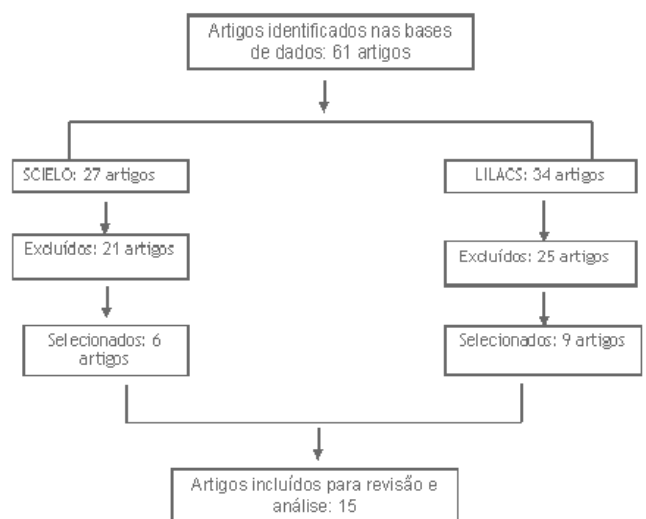 Artigos identificados nas bases
de dados: 61 artigos
SCIELO: 27 artigos
LILACS: 34 artigos
Excluídos: 21 artigos
Excluídos: 25 artigos
Selecionados: 6
artigos
Selecionados: 9 artigos
Artigos incluídos para revisão e
análise: 15